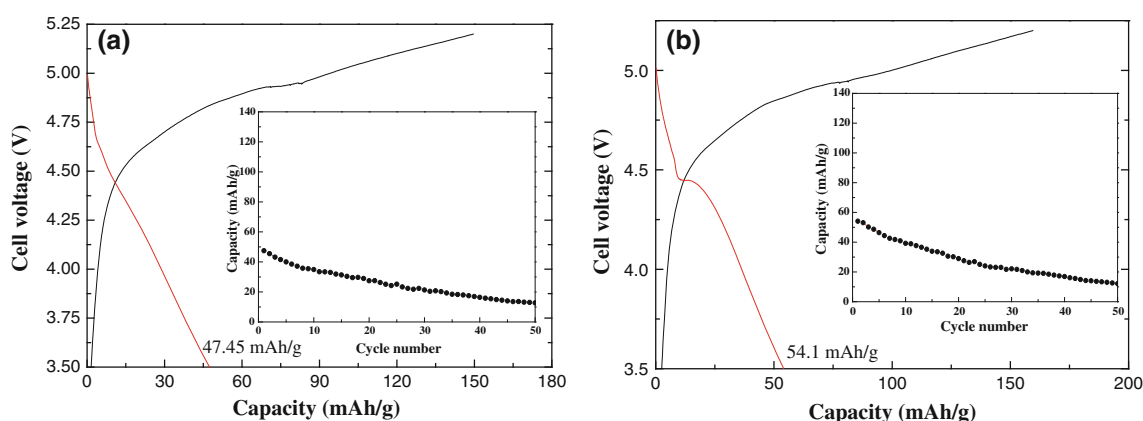 (a)
5.25
5.00
4.75
4.50
4.25
4.00
3.75
3.50
Cell voltage (V)
0 30 60 90 120 150 180
Capacity (mAh/g)
47.45 mAh/g
140
120
100
80
60
40
20
0
Capacity (mAh/g)
0 10 20 30 40 50
Cycle number
(b)
5.0
4.5
4.0
3.5
Cell voltage (V)
0 50 100 150 200
Capacity (mAh/g)
54.1 mAh/g
140
120
100
80
60
40
20
0
Capacity (mAh/g)
0 10 20 30 40 50
Cycle number